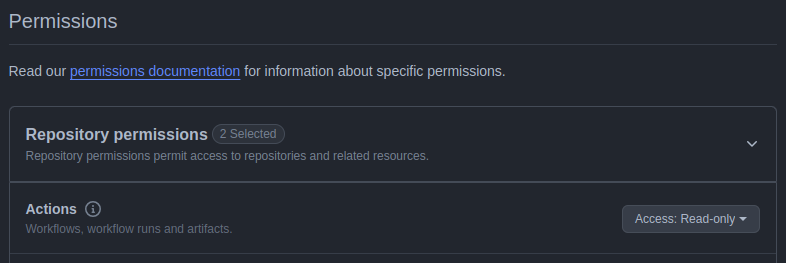 Permissions
Read our permissions documentation for information about specific permissions.
Repository permissions 2 Selected
Repository permissions permit access to repositories and related resources.
Actions
Access: Read-only
Workflows, workflow runs and artifacts.